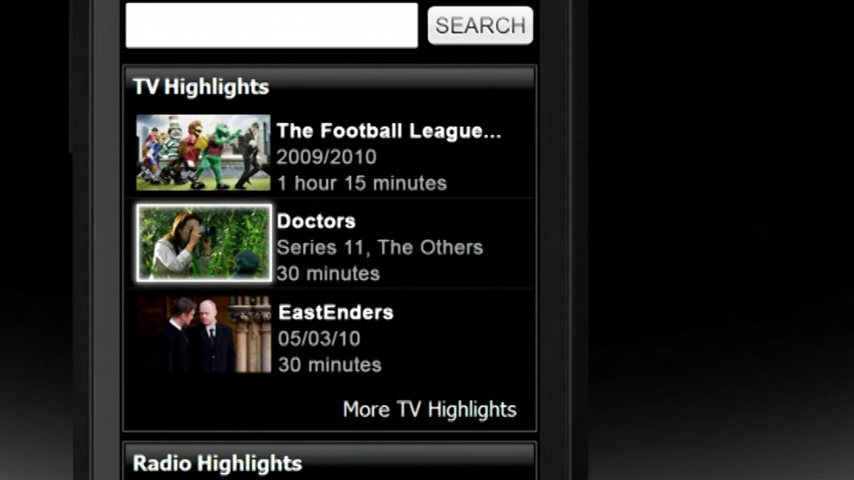 SEARCH
TV Highlights
The Football League...
2009/2010
1 hour 15 minutes
Doctors
Series 11, The Others
30 minutes
EastEnders
05/03/10
30 minutes
More TV Highlights
Radio Highlights